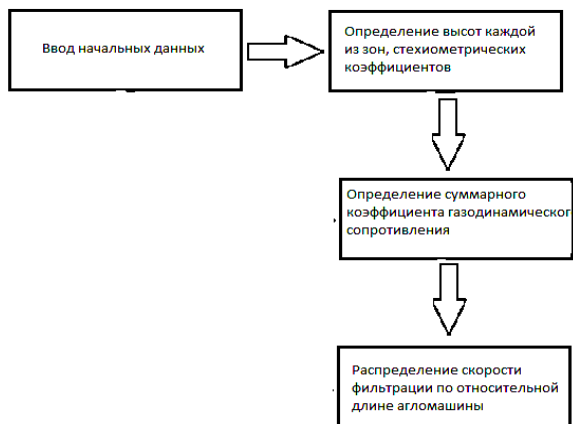 Ввод начальных данных
Определение высот каждой
из зон, стехиометрических
коэффициентов
Определение суммарного
коэффициента газодинамическог
сопротивления
Распределение скорости
фильтрации по относительной
длине агломашины